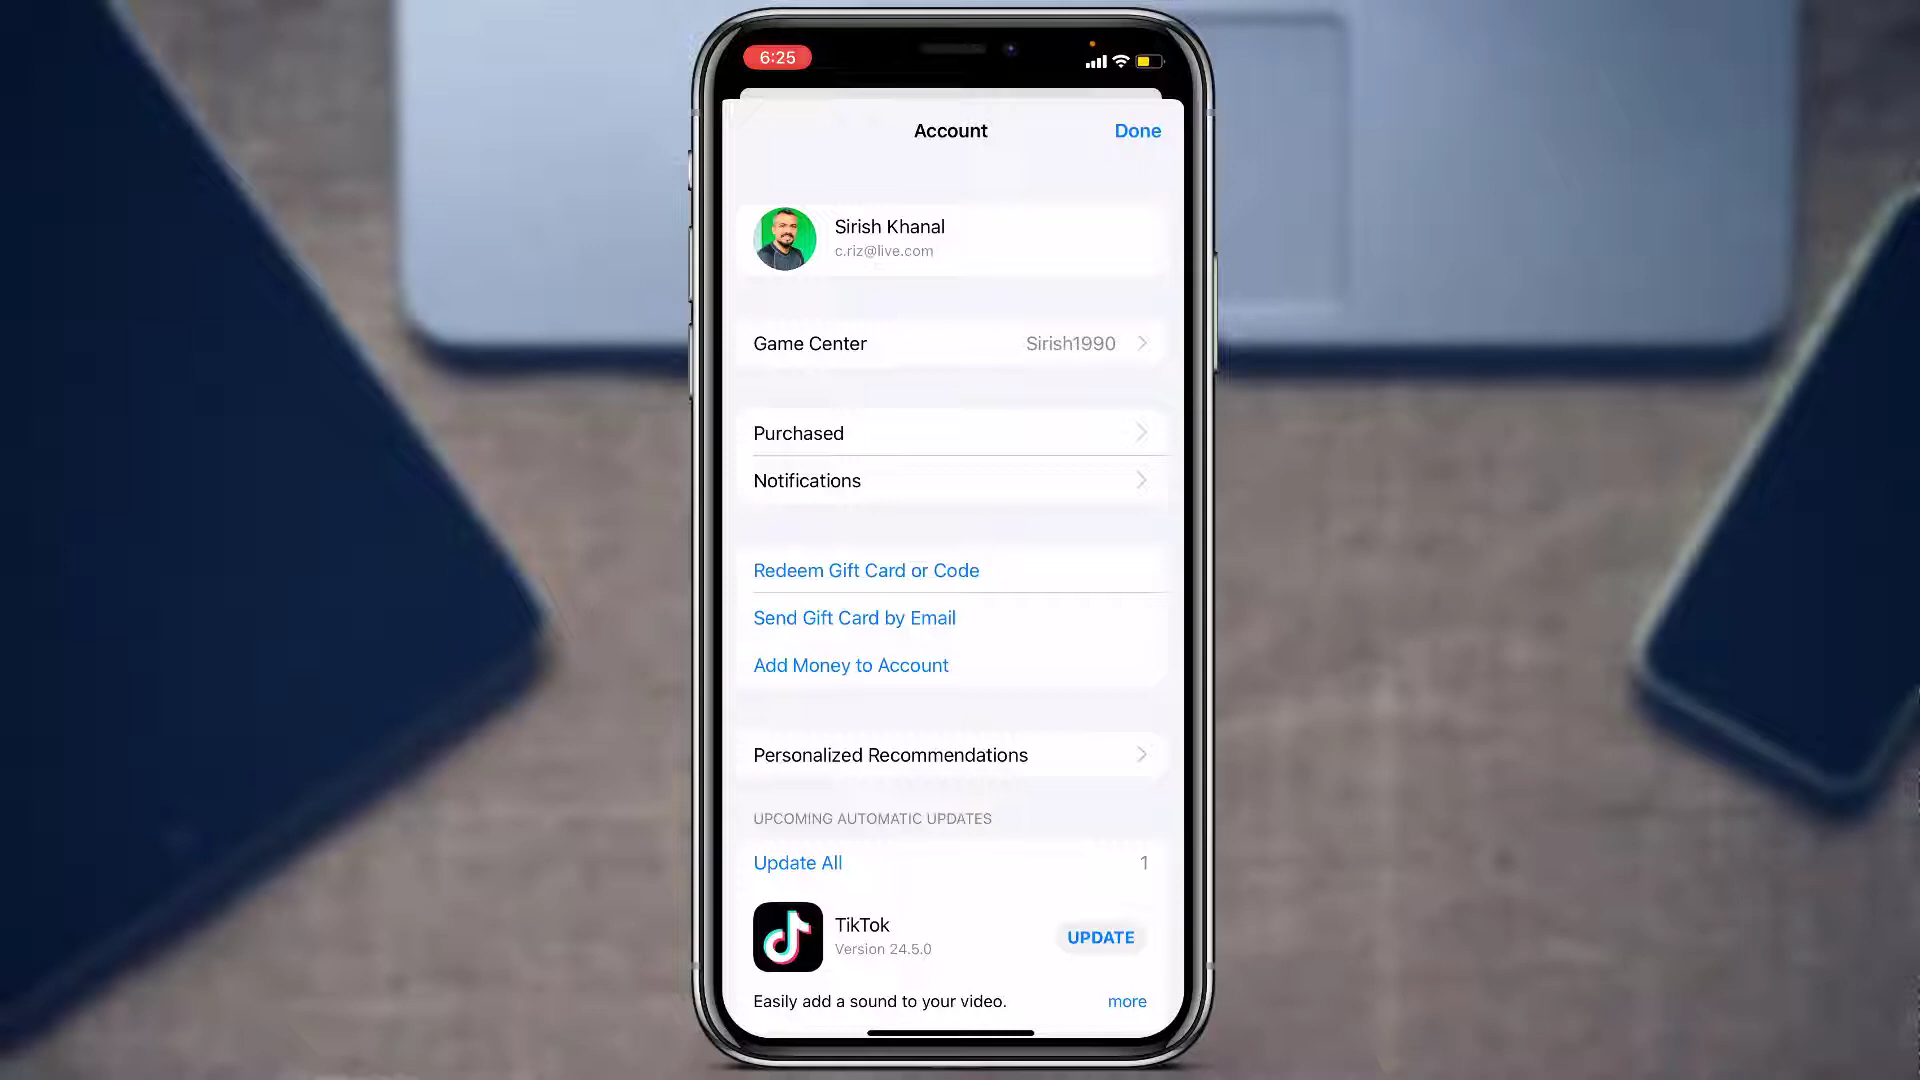 6:25
Account
Done
Sirish Khanal
c.riz@live.com
Game Center
Sirish1990
Purchased
Notifications
Redeem Gift Card or Code
Send Gift Card by Email
Add Money to Account
Personalized Recommendations
UPCOMING AUTOMATIC UPDATES
Update All
1
TikTok
Version 24.5.0
UPDATE
Easily add a sound to your video.
more